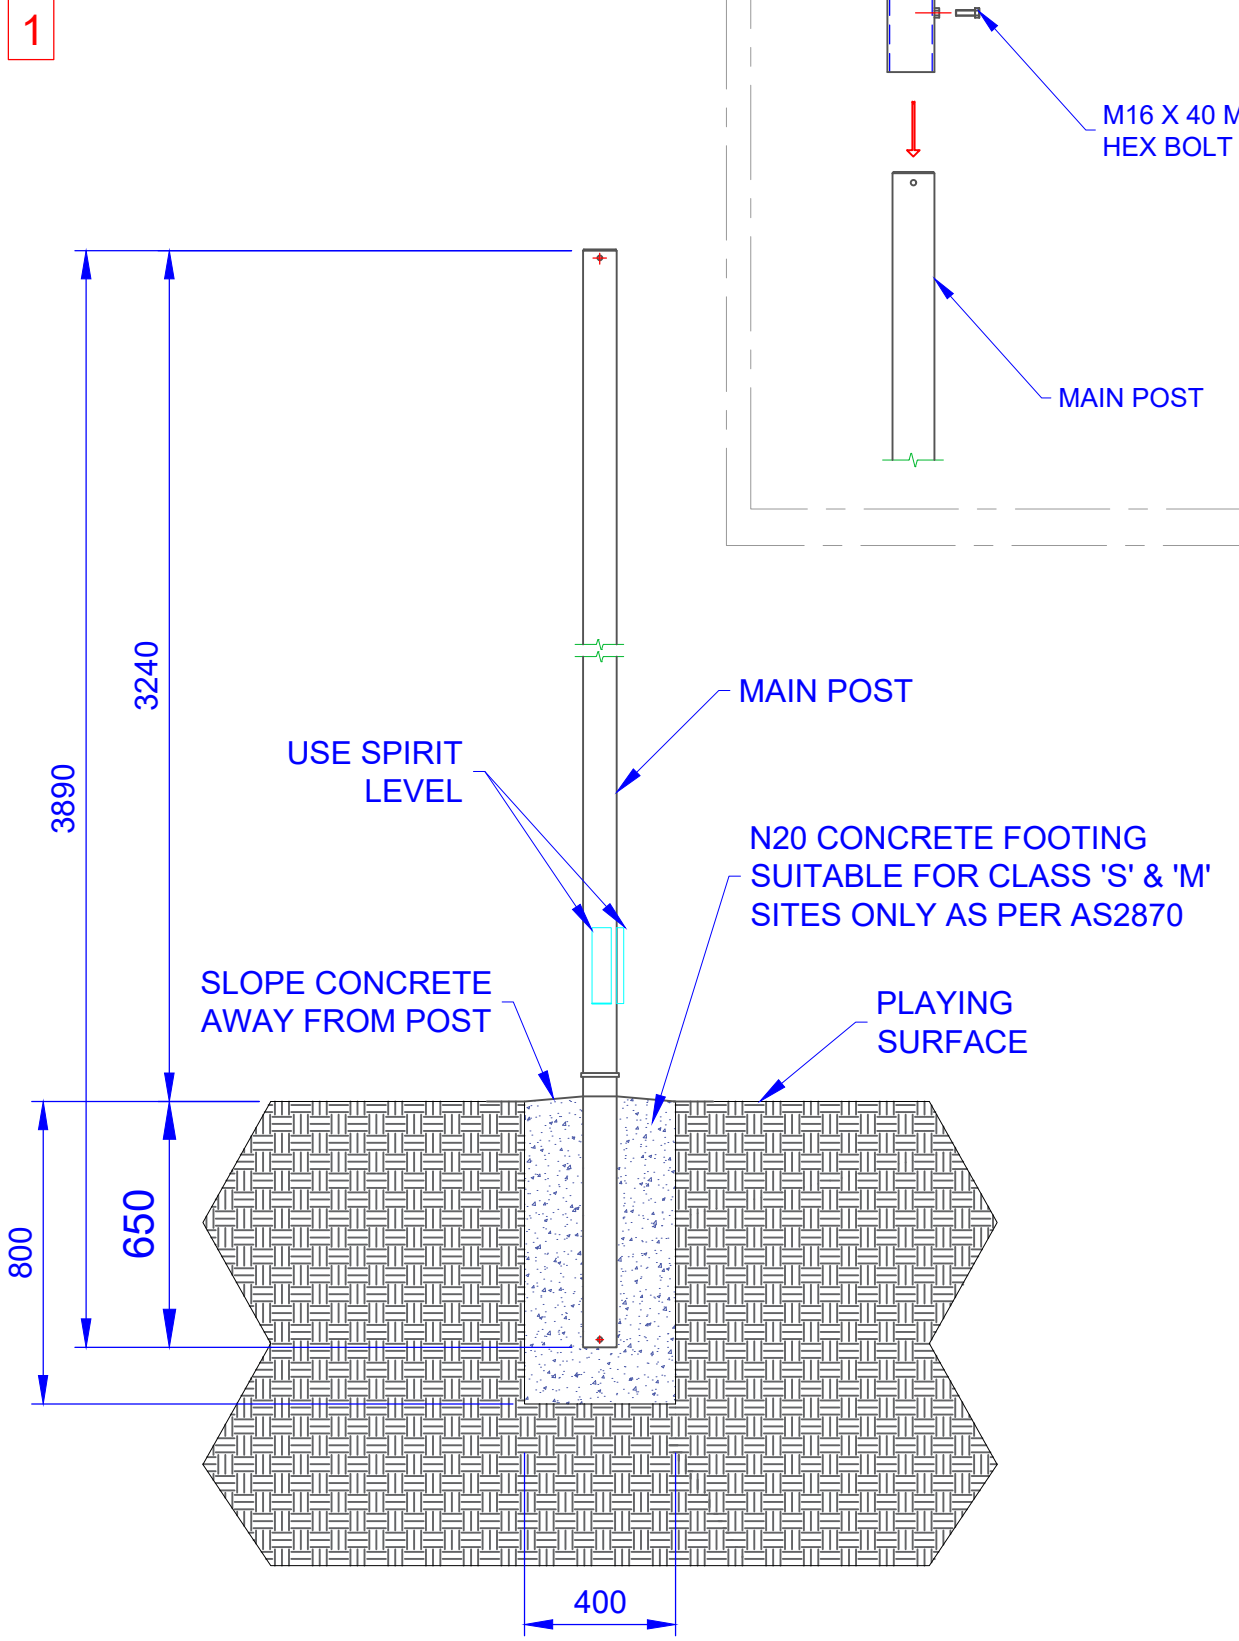 1
M16 X 40 M
HEX BOLT
MAIN POST
3240
3890
MAIN POST
USE SPIRIT
LEVEL
N20 CONCRETE FOOTING
SUITABLE FOR CLASS 'S' & 'M'
SITES ONLY AS PER AS2870
SLOPE CONCRETE
AWAY FROM POST
PLAYING
SURFACE
650
800
400